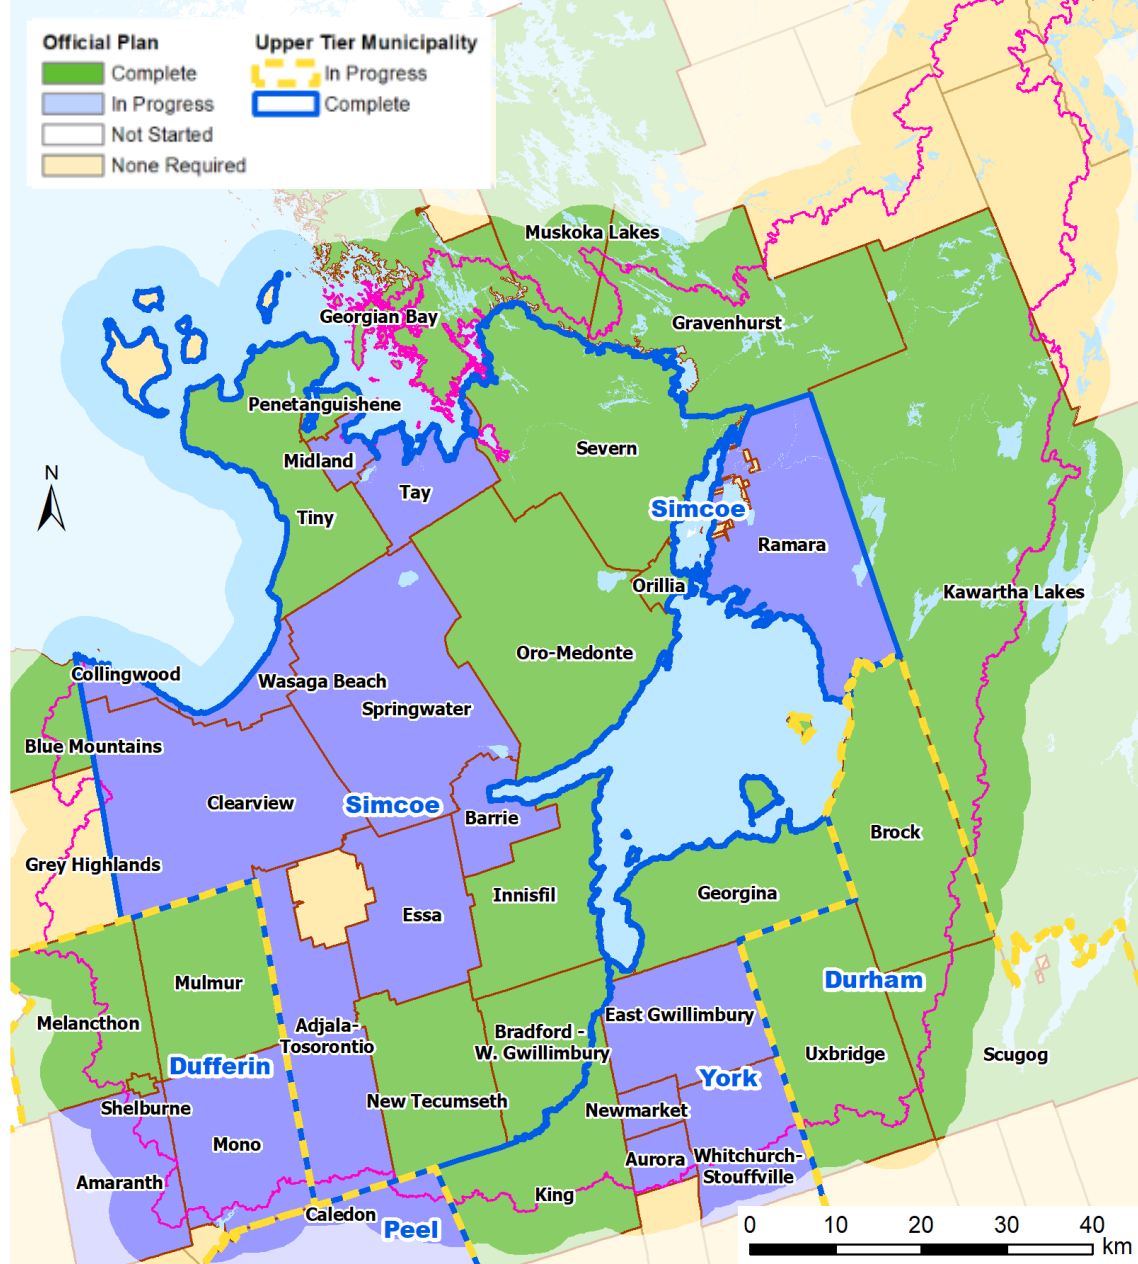 Official Plan
Complete
In Progress
Not Started
None Required
Upper Tier Municipality
In Progress
Complete
Muskoka Lakes
Georgian Bay
Gravenhurst
Penetanguishene
Severn
Midland
Tay
N
Simcoe
Tiny
Ramara
Orillia
Kawartha Lakes
Oro-Medonte
Collingwood
Wasaga Beach
Springwater
Blue Mountains
Clearview
Simcoe
Barrie
Brock
Grey Highlands
Innisfil
Georgina
Essa
Mulmur
Durham
Melancthon
Adjala-
Tosorontio
Bradford -
W. Gwillimbury
East Gwillimbury
Uxbridge
Scugog
Dufferin
York
Shelburne
New Tecumseth
Newmarket
Mono
Aurora
Whitchurch-
Stouffville
Amaranth
King
Caledon
Peel
0 10 20 30 40
km